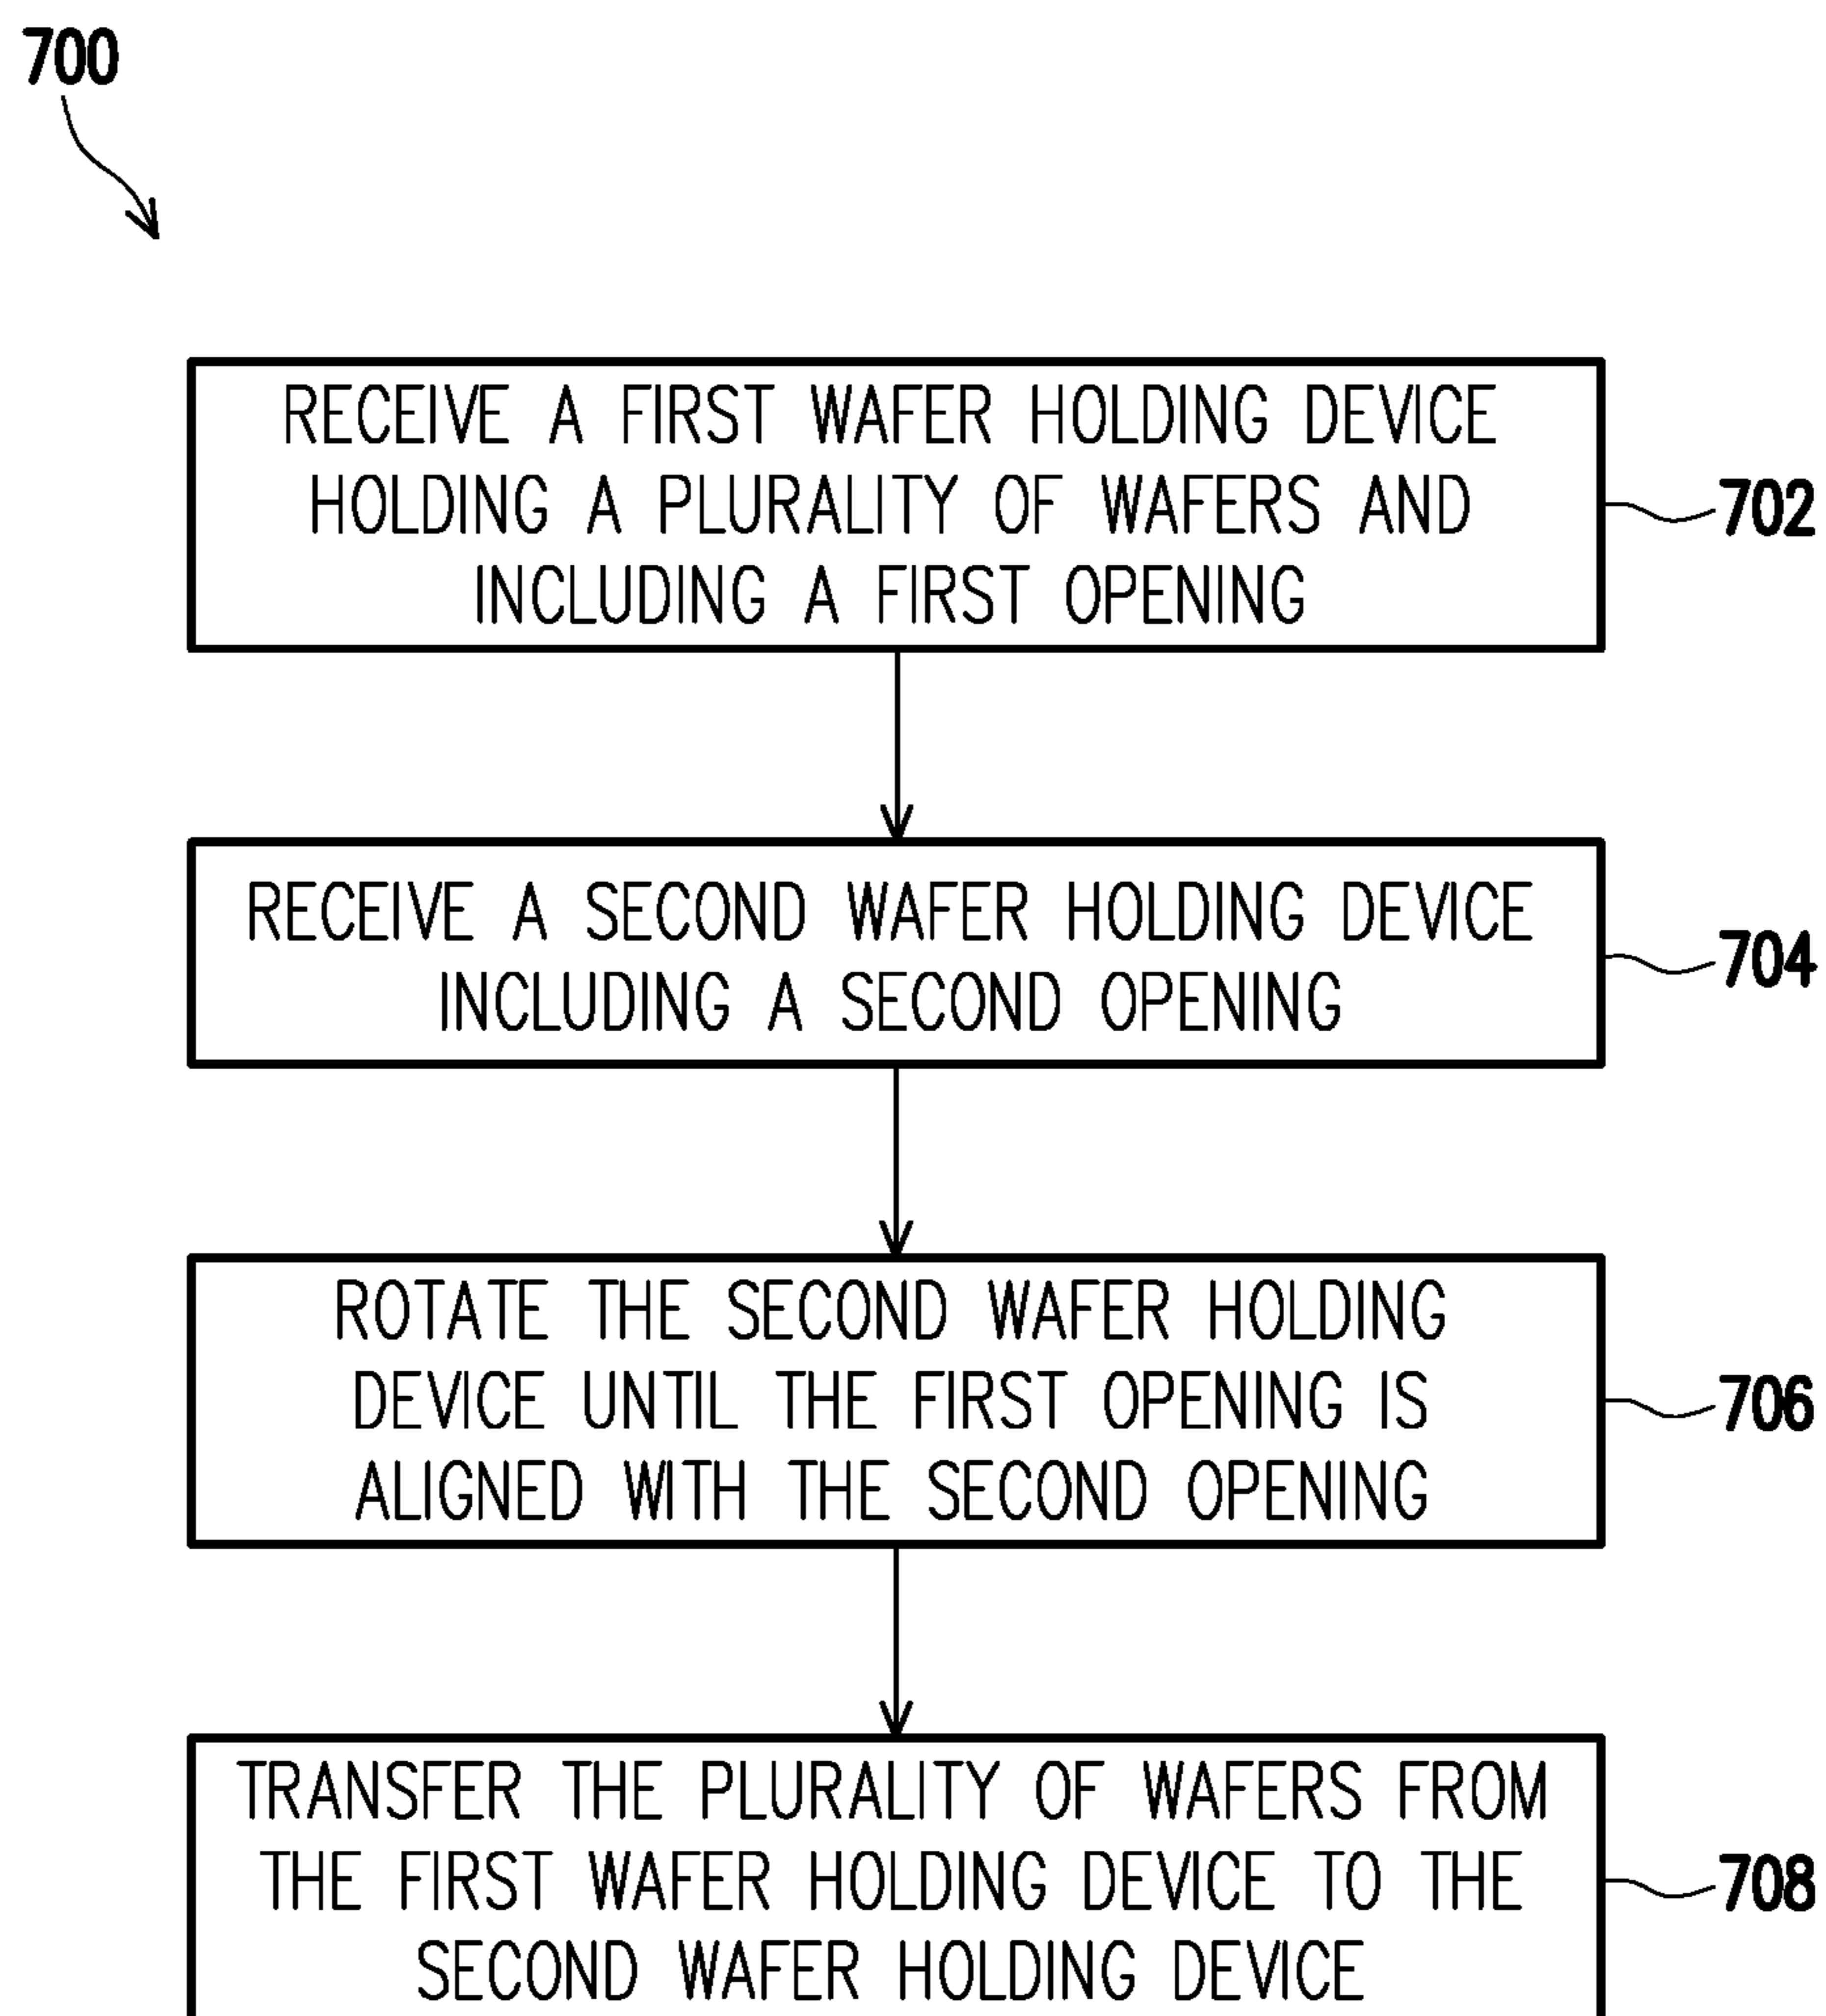 700
RECEIVE A FIRST WAFER HOLDING DEVICE
HOLDING A PLURALITY OF WAFERS AND
INCLUDING A FIRST OPENING
702
RECEIVE A SECOND WAFER HOLDING DEVICE
INCLUDING A SECOND OPENING
704
ROTATE THE SECOND WAFER HOLDING
DEVICE UNTIL THE FIRST OPENING IS
ALIGNED WITH THE SECOND OPENING
706
TRANSFER THE PLURALITY OF WAFERS FROM
THE FIRST WAFER HOLDING DEVICE TO THE
SECOND WAFER HOLDING DEVICE
708